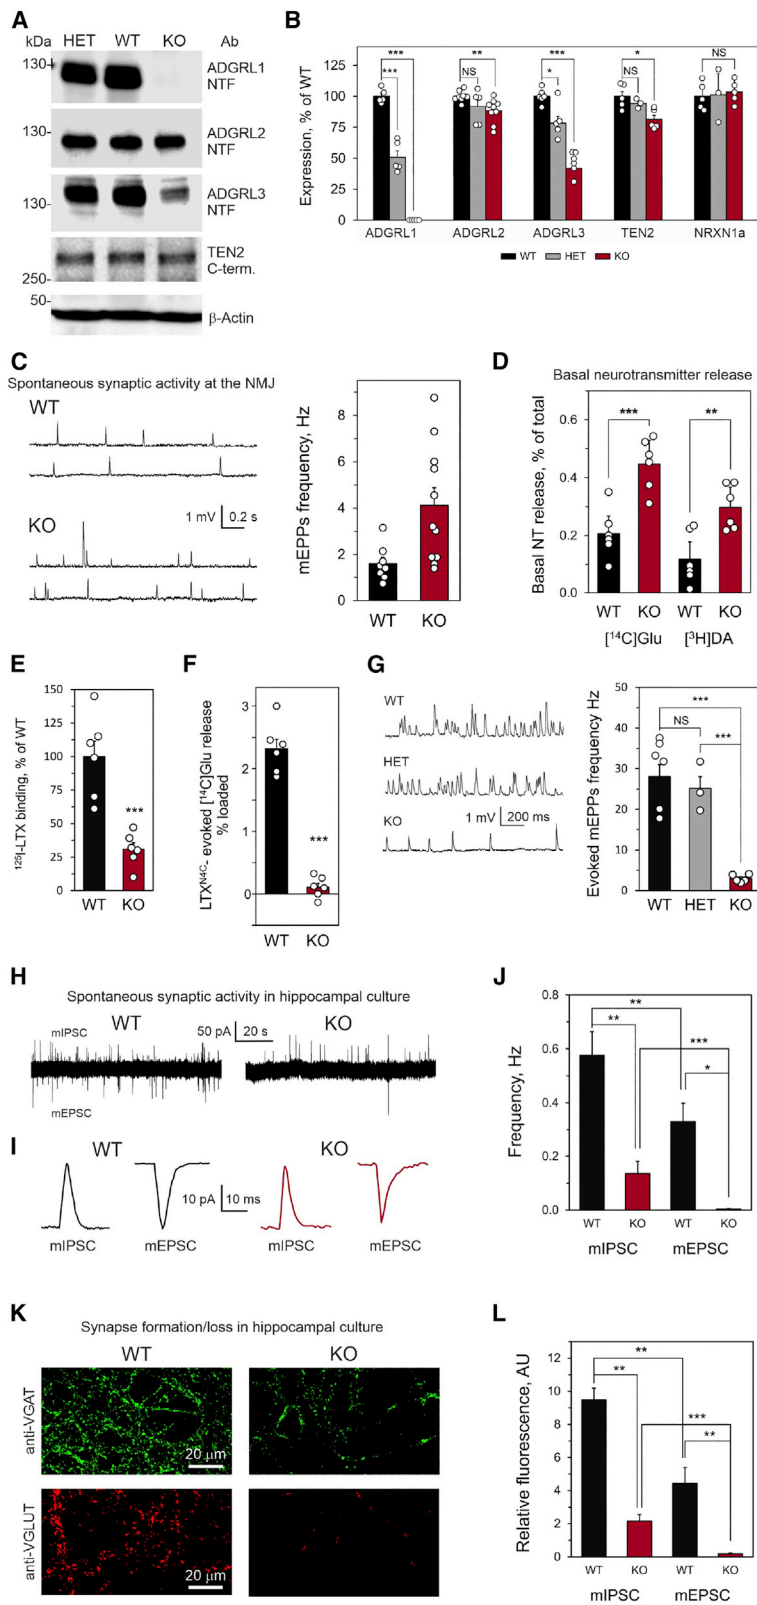 A
kDa HET WT KO Ab
130 ADGRL1
NTF
130 ADGRL2
NTF
130 ADGRL3
NTF
TEN2
250 C-term.
50 β-Actin
B
Expression, % of WT
125
100
75
50
25
0
*** ** *** * NS
*** NS * NS
ADGRL1 ADGRL2 ADGRL3 TEN2 NRXN1a
WT HET KO
C
Spontaneous synaptic activity at the NMJ
WT
1 mV 0.2 s
KO
mEPPs frequency, Hz
8
6
4
2
0
WT KO
D
Basal neurotransmitter release
Basal NT release, % of total
0.6
0.4
0.2
0.0
*** **
WT KO WT KO
[¹⁴C]Glu [³H]DA
E
¹²⁵I-LTX binding, % of WT
150
125
100
75
50
25
0
***
WT KO
F
LTXᴺ⁴ᶜ- evoked [¹⁴C]Glu release
% loaded
3
2
1
0
***
WT KO
G
WT
HET
KO
1 mV 200 ms
Evoked mEPPs frequency Hz
50
40
30
20
10
0
***
NS
***
WT HET KO
H
Spontaneous synaptic activity in hippocampal culture
WT KO
mIPSC 50 pA 20 s
mEPSC
I
WT KO
10 pA 10 ms
mIPSC mEPSC mIPSC mEPSC
J
Frequency, Hz
0.8
0.6
0.4
0.2
0.0
**
** ***
*
WT KO WT KO
mIPSC mEPSC
K
Synapse formation/loss in hippocampal culture
WT KO
anti-VGAT
20 μm 20 μm
anti-VGLUT
20 μm 20 μm
L
Relative fluorescence, AU
12
10
8
6
4
2
0
**
**
***
**
WT KO WT KO
mIPSC mEPSC